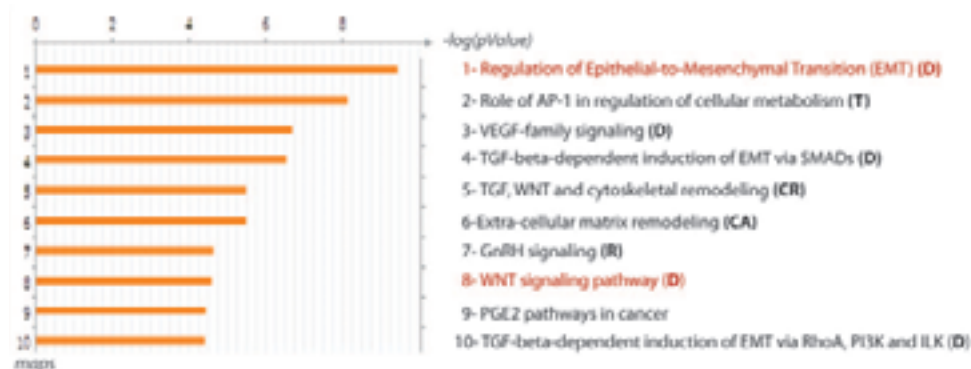 0 2 4 6 8
-log(pValue)
1- Regulation of Epithelial-to-Mesenchymal Transition (EMT) (D)
2- Role of AP-1 in regulation of cellular metabolism (T)
3- VEGF-family signaling (D)
4- TGF-beta-dependent induction of EMT via SMADs (D)
5- TGF, WNT and cytoskeletal remodeling (CR)
6-Extra-cellular matrix remodeling (CA)
7- GnRH signaling (R)
8- WNT signaling pathway (D)
9- PGE2 pathways in cancer
10- TGF-beta-dependent induction of EMT via RhoA, PI3K and ILK (D)
1
2
3
4
5
6
7
8
9
10
maps